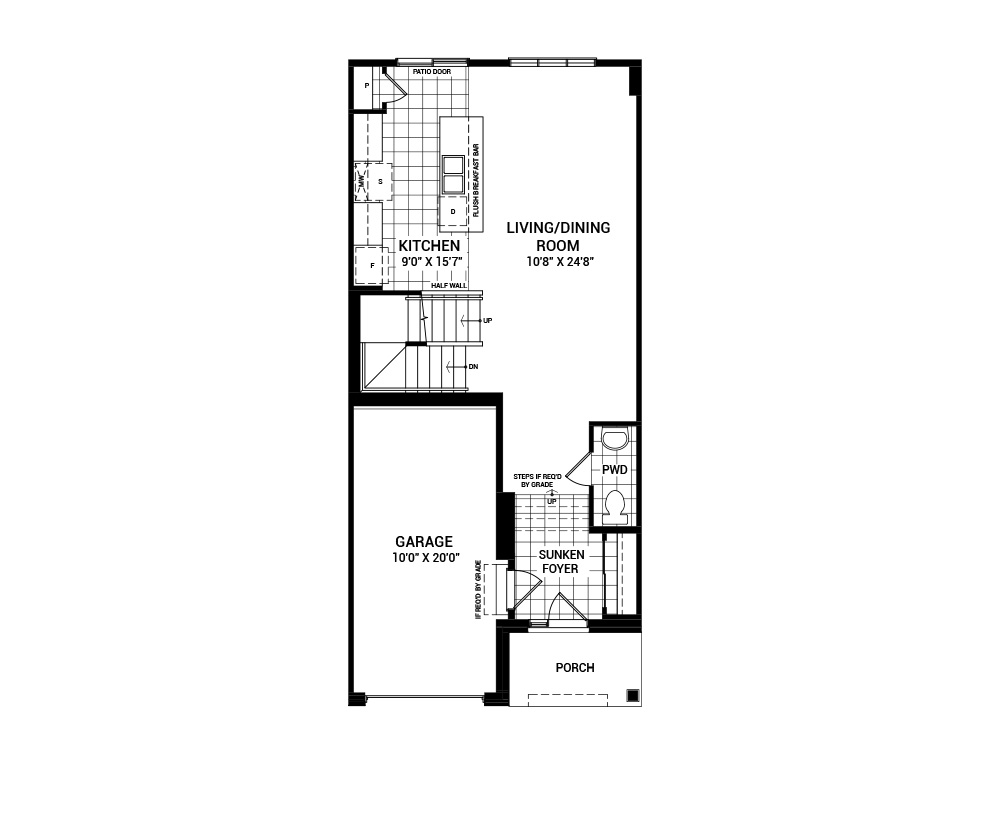 PATIO DOOR
P
MW
S
FLUSH BREAKFAST BAR
D
LIVING/DINING
ROOM
10'8" X 24'8"
KITCHEN
9'0" X 15'7"
F
HALF WALL
UP
DN
PWD
STEPS IF REQ'D
BY GRADE
UP
GARAGE
10'0" X 20'0"
SUNKEN
FOYER
IF REQ'D BY GRADE
PORCH